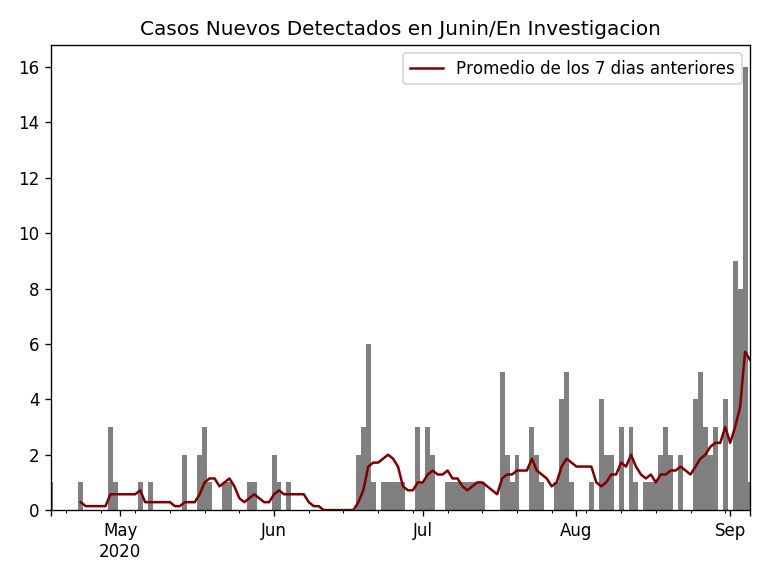 Casos Nuevos Detectados en Junin/En Investigacion
Promedio de los 7 dias anteriores
16
14
12
10
8
6
4
2
0
May
2020
Jun
Jul
Aug
Sep